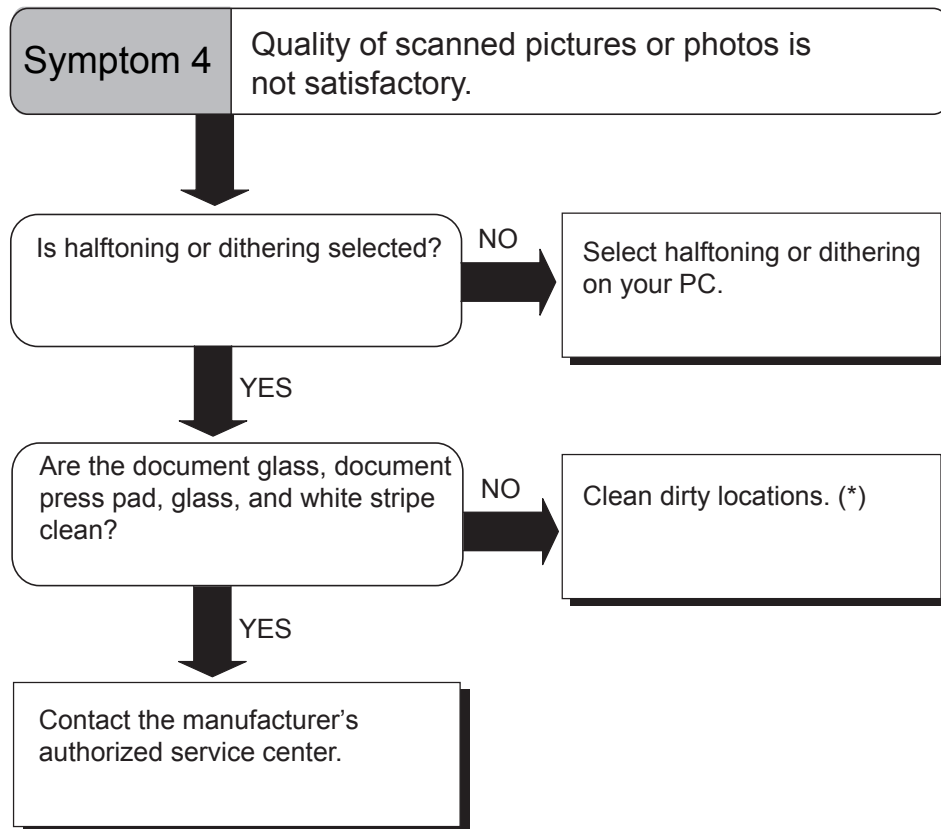 Symptom 4
Quality of scanned pictures or photos is
not satisfactory.
Is halftoning or dithering selected?
NO
Select halftoning or dithering
on your PC.
YES
Are the document glass, document
press pad, glass, and white stripe
clean?
NO
Clean dirty locations. (*)
YES
Contact the manufacturer’s
authorized service center.